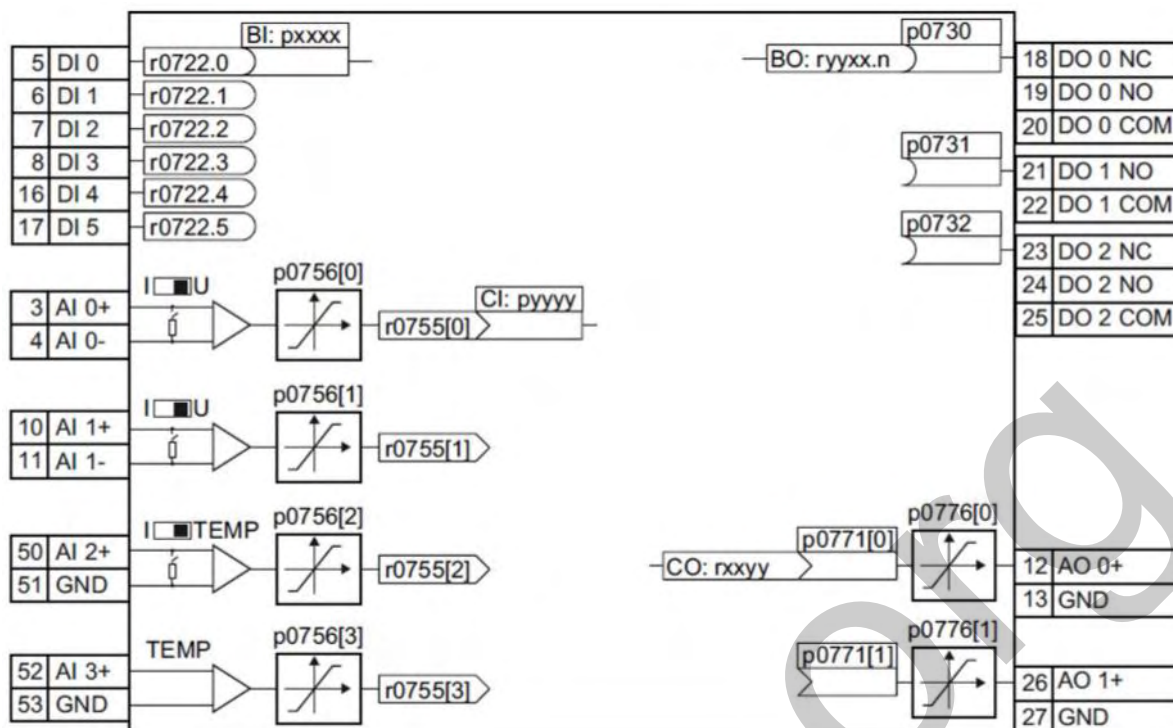 BI: pxxxx
5 DI 0 r0722.0
6 DI 1 r0722.1
7 DI 2 r0722.2
8 DI 3 r0722.3
16 DI 4 r0722.4
17 DI 5 r0722.5
I U p0756[0]
3 AI 0+
4 AI 0-
r0755[0]
CI: pyyyy
I U p0756[1]
10 AI 1+
11 AI 1-
r0755[1]
I TEMP p0756[2]
50 AI 2+
51 GND
r0755[2]
TEMP p0756[3]
52 AI 3+
53 GND
r0755[3]
p0730
BO: ryyxx.n
18 DO 0 NC
19 DO 0 NO
20 DO 0 COM
p0731
21 DO 1 NO
22 DO 1 COM
p0732
23 DO 2 NC
24 DO 2 NO
25 DO 2 COM
p0776[0]
p0771[0]
CO: rxxyy
12 AO 0+
13 GND
p0776[1]
p0771[1]
26 AO 1+
27 GND
org